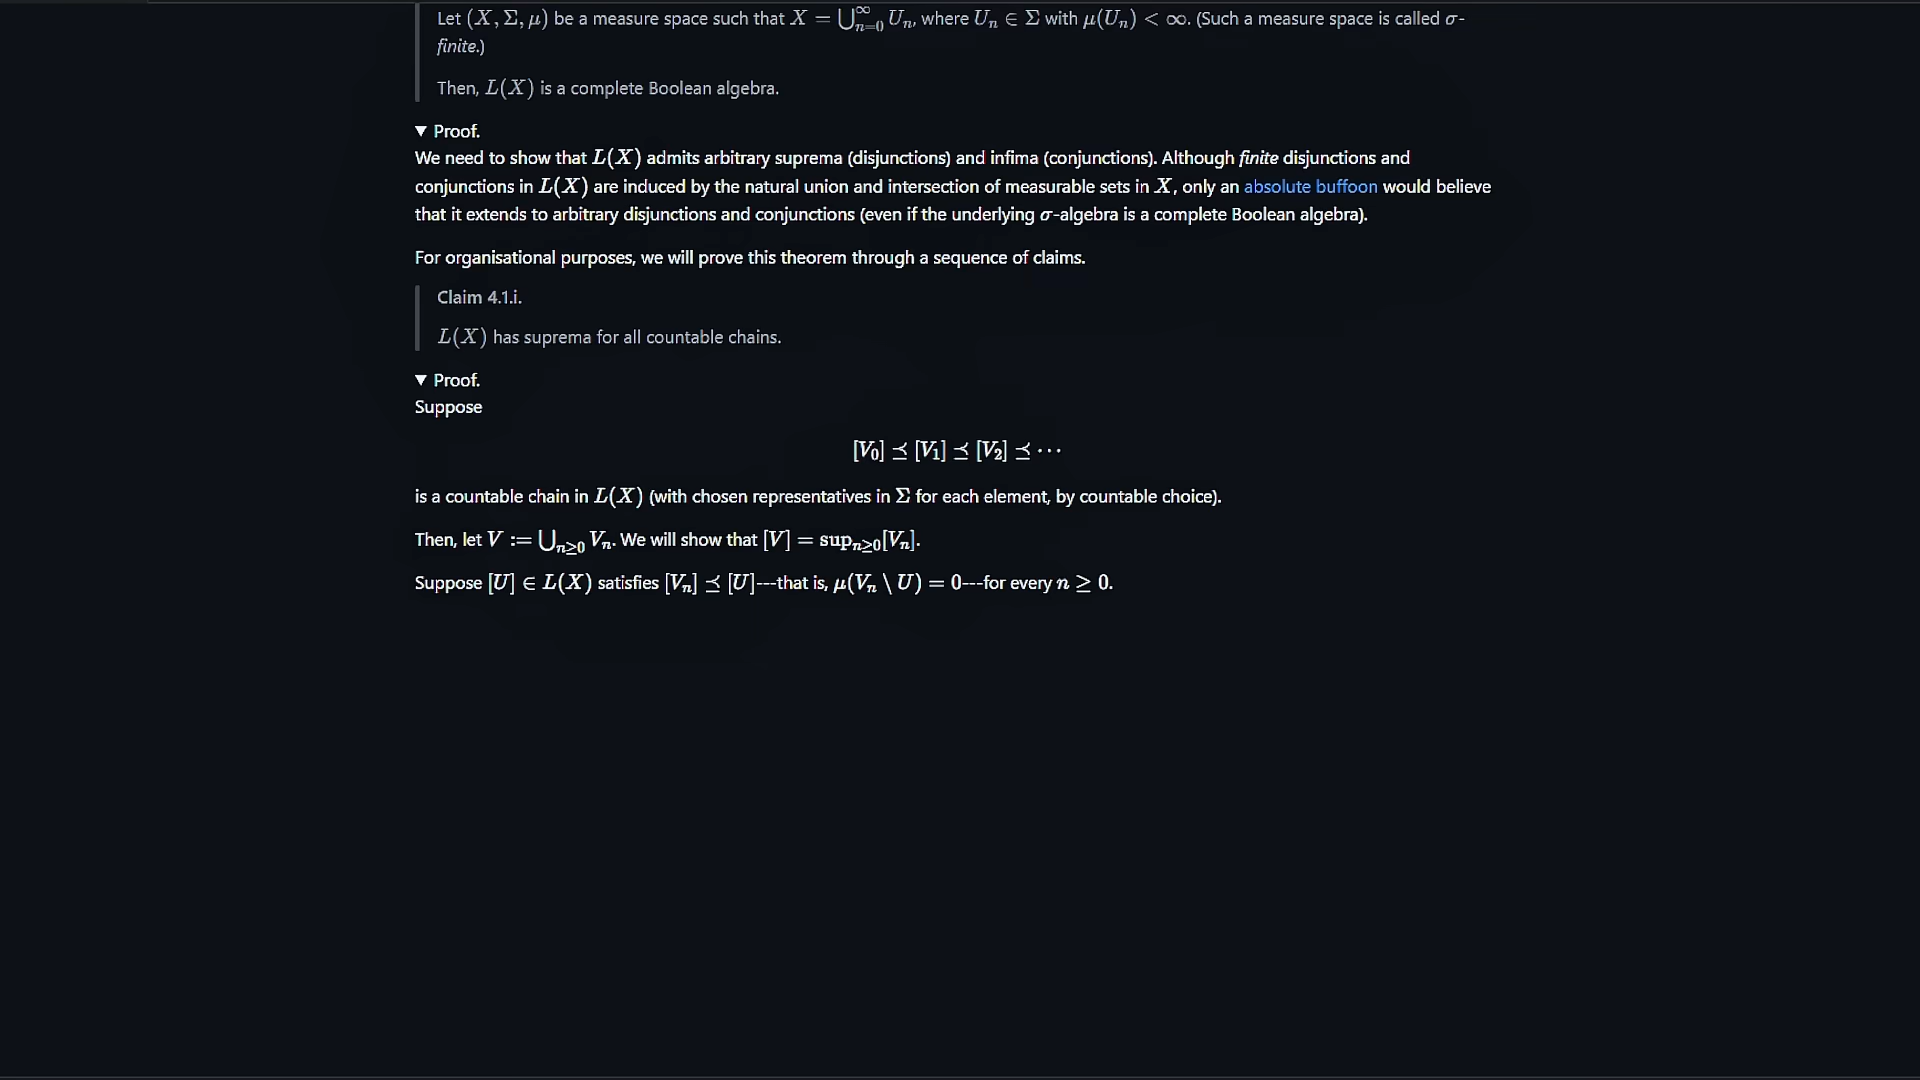 Let (X, Σ, μ) be a measure space such that X = ⋃_{n=0}^{∞} U_n, where U_n ∈ Σ with μ(U_n) < ∞. (Such a measure space is called σ-
finite.)
Then, L(X) is a complete Boolean algebra.
▼ Proof.
We need to show that L(X) admits arbitrary suprema (disjunctions) and infima (conjunctions). Although finite disjunctions and
conjunctions in L(X) are induced by the natural union and intersection of measurable sets in X, only an absolute buffoon would believe
that it extends to arbitrary disjunctions and conjunctions (even if the underlying σ-algebra is a complete Boolean algebra).
For organisational purposes, we will prove this theorem through a sequence of claims.
Claim 4.1.i.
L(X) has suprema for all countable chains.
▼ Proof.
Suppose
[V₀] ⪯ [V₁] ⪯ [V₂] ⪯ ⋯
is a countable chain in L(X) (with chosen representatives in Σ for each element, by countable choice).
Then, let V := ⋃_{n≥0} V_n. We will show that [V] = sup_{n≥0}[V_n].
Suppose [U] ∈ L(X) satisfies [V_n] ⪯ [U]---that is, μ(V_n \ U) = 0---for every n ≥ 0.